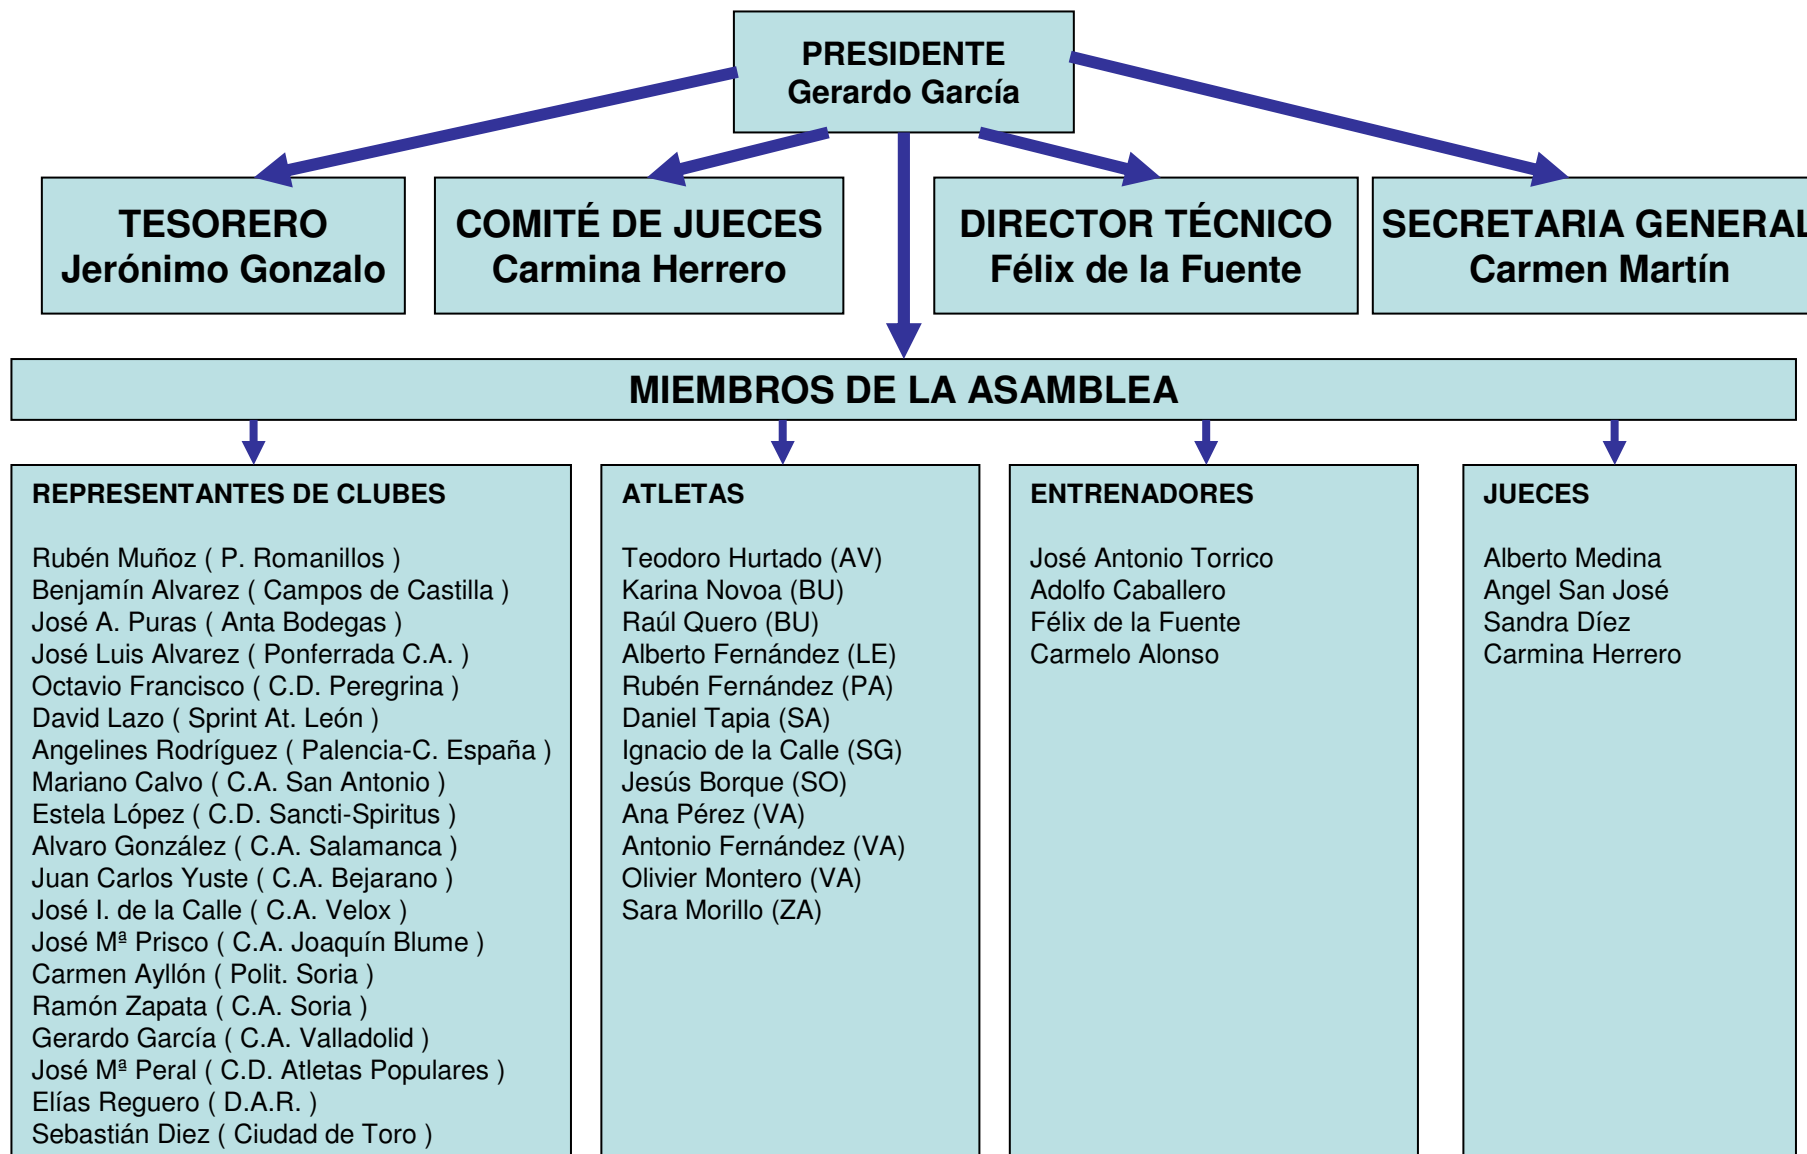 PRESIDENTE
Gerardo García
TESORERO
Jerónimo Gonzalo
COMITÉ DE JUECES
Carmina Herrero
DIRECTOR TÉCNICO
Félix de la Fuente
SECRETARIA GENERAL
Carmen Martín
MIEMBROS DE LA ASAMBLEA
REPRESENTANTES DE CLUBES
Rubén Muñoz ( P. Romanillos )
Benjamín Alvarez ( Campos de Castilla )
José A. Puras ( Anta Bodegas )
José Luis Alvarez ( Ponferrada C.A. )
Octavio Francisco ( C.D. Peregrina )
David Lazo ( Sprint At. León )
Angelines Rodríguez ( Palencia-C. España )
Mariano Calvo ( C.A. San Antonio )
Estela López ( C.D. Sancti-Spiritus )
Alvaro González ( C.A. Salamanca )
Juan Carlos Yuste ( C.A. Bejarano )
José I. de la Calle ( C.A. Velox )
José Mª Prisco ( C.A. Joaquín Blume )
Carmen Ayllón ( Polit. Soria )
Ramón Zapata ( C.A. Soria )
Gerardo García ( C.A. Valladolid )
José Mª Peral ( C.D. Atletas Populares )
Elías Reguero ( D.A.R. )
Sebastián Diez ( Ciudad de Toro )
ATLETAS
Teodoro Hurtado (AV)
Karina Novoa (BU)
Raúl Quero (BU)
Alberto Fernández (LE)
Rubén Fernández (PA)
Daniel Tapia (SA)
Ignacio de la Calle (SG)
Jesús Borque (SO)
Ana Pérez (VA)
Antonio Fernández (VA)
Olivier Montero (VA)
Sara Morillo (ZA)
ENTRENADORES
José Antonio Torrico
Adolfo Caballero
Félix de la Fuente
Carmelo Alonso
JUECES
Alberto Medina
Angel San José
Sandra Díez
Carmina Herrero